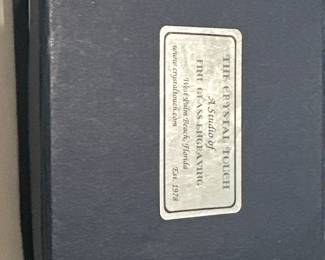 THE CRYSTAL TOUCH
A Studio of
FINE GLASS ENGRAVING
West Palm Beach, Florida
www.crystaltouch.com Est. 1978